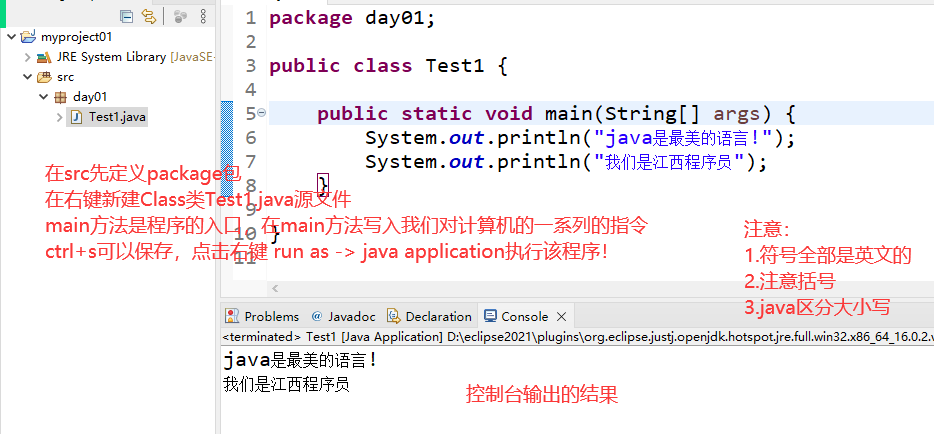 myproject01
JRE System Library [JavaSE-
src
day01
Test1.java
1 package day01;
2
3 public class Test1 {
4
5 public static void main(String[] args) {
6 System.out.println("java是最美的语言!");
7 System.out.println("我们是江西程序员");
8 }
9
10 }
11
在src先定义package包
在右键新建Class类Test1.java源文件
main方法是程序的入口，在main方法写入我们对计算机的一系列的指令
ctrl+s可以保存，点击右键 run as -> java application执行该程序！
注意：
1.符号全部是英文的
2.注意括号
3.java区分大小写
Problems @ Javadoc Declaration Console
<terminated> Test1 [Java Application] D:\eclipse2021\plugins\org.eclipse.justj.openjdk.hotspot.jre.full.win32.x86_64_16.0.2.v
java是最美的语言!
我们是江西程序员
控制台输出的结果